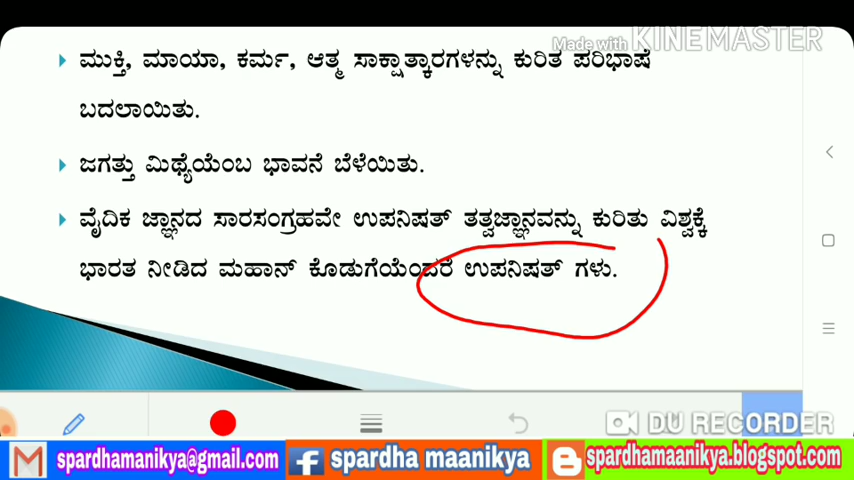 Made with KINEMASTER
ಮುಕ್ತಿ, ಮಾಯಾ, ಕರ್ಮ, ಆತ್ಮ ಸಾಕ್ಷಾತ್ಕಾರಗಳನ್ನು ಕುರಿತ ಪರಿಭಾಷೆ
ಬದಲಾಯಿತು.
ಜಗತ್ತು ಮಿಥ್ಯೆಯೆಂಬ ಭಾವನೆ ಬೆಳೆಯಿತು.
ವೈದಿಕ ಜ್ಞಾನದ ಸಾರಸಂಗ್ರಹವೇ ಉಪನಿಷತ್ ತತ್ವಜ್ಞಾನವನ್ನು ಕುರಿತು ವಿಶ್ವಕ್ಕೆ
ಭಾರತ ನೀಡಿದ ಮಹಾನ್ ಕೊಡುಗೆಯೆಂದರೆ ಉಪನಿಷತ್ ಗಳು.
DU RECORDER
spardhamanikya@gmail.com spardha maanikya spardhamaanikya.blogspot.com